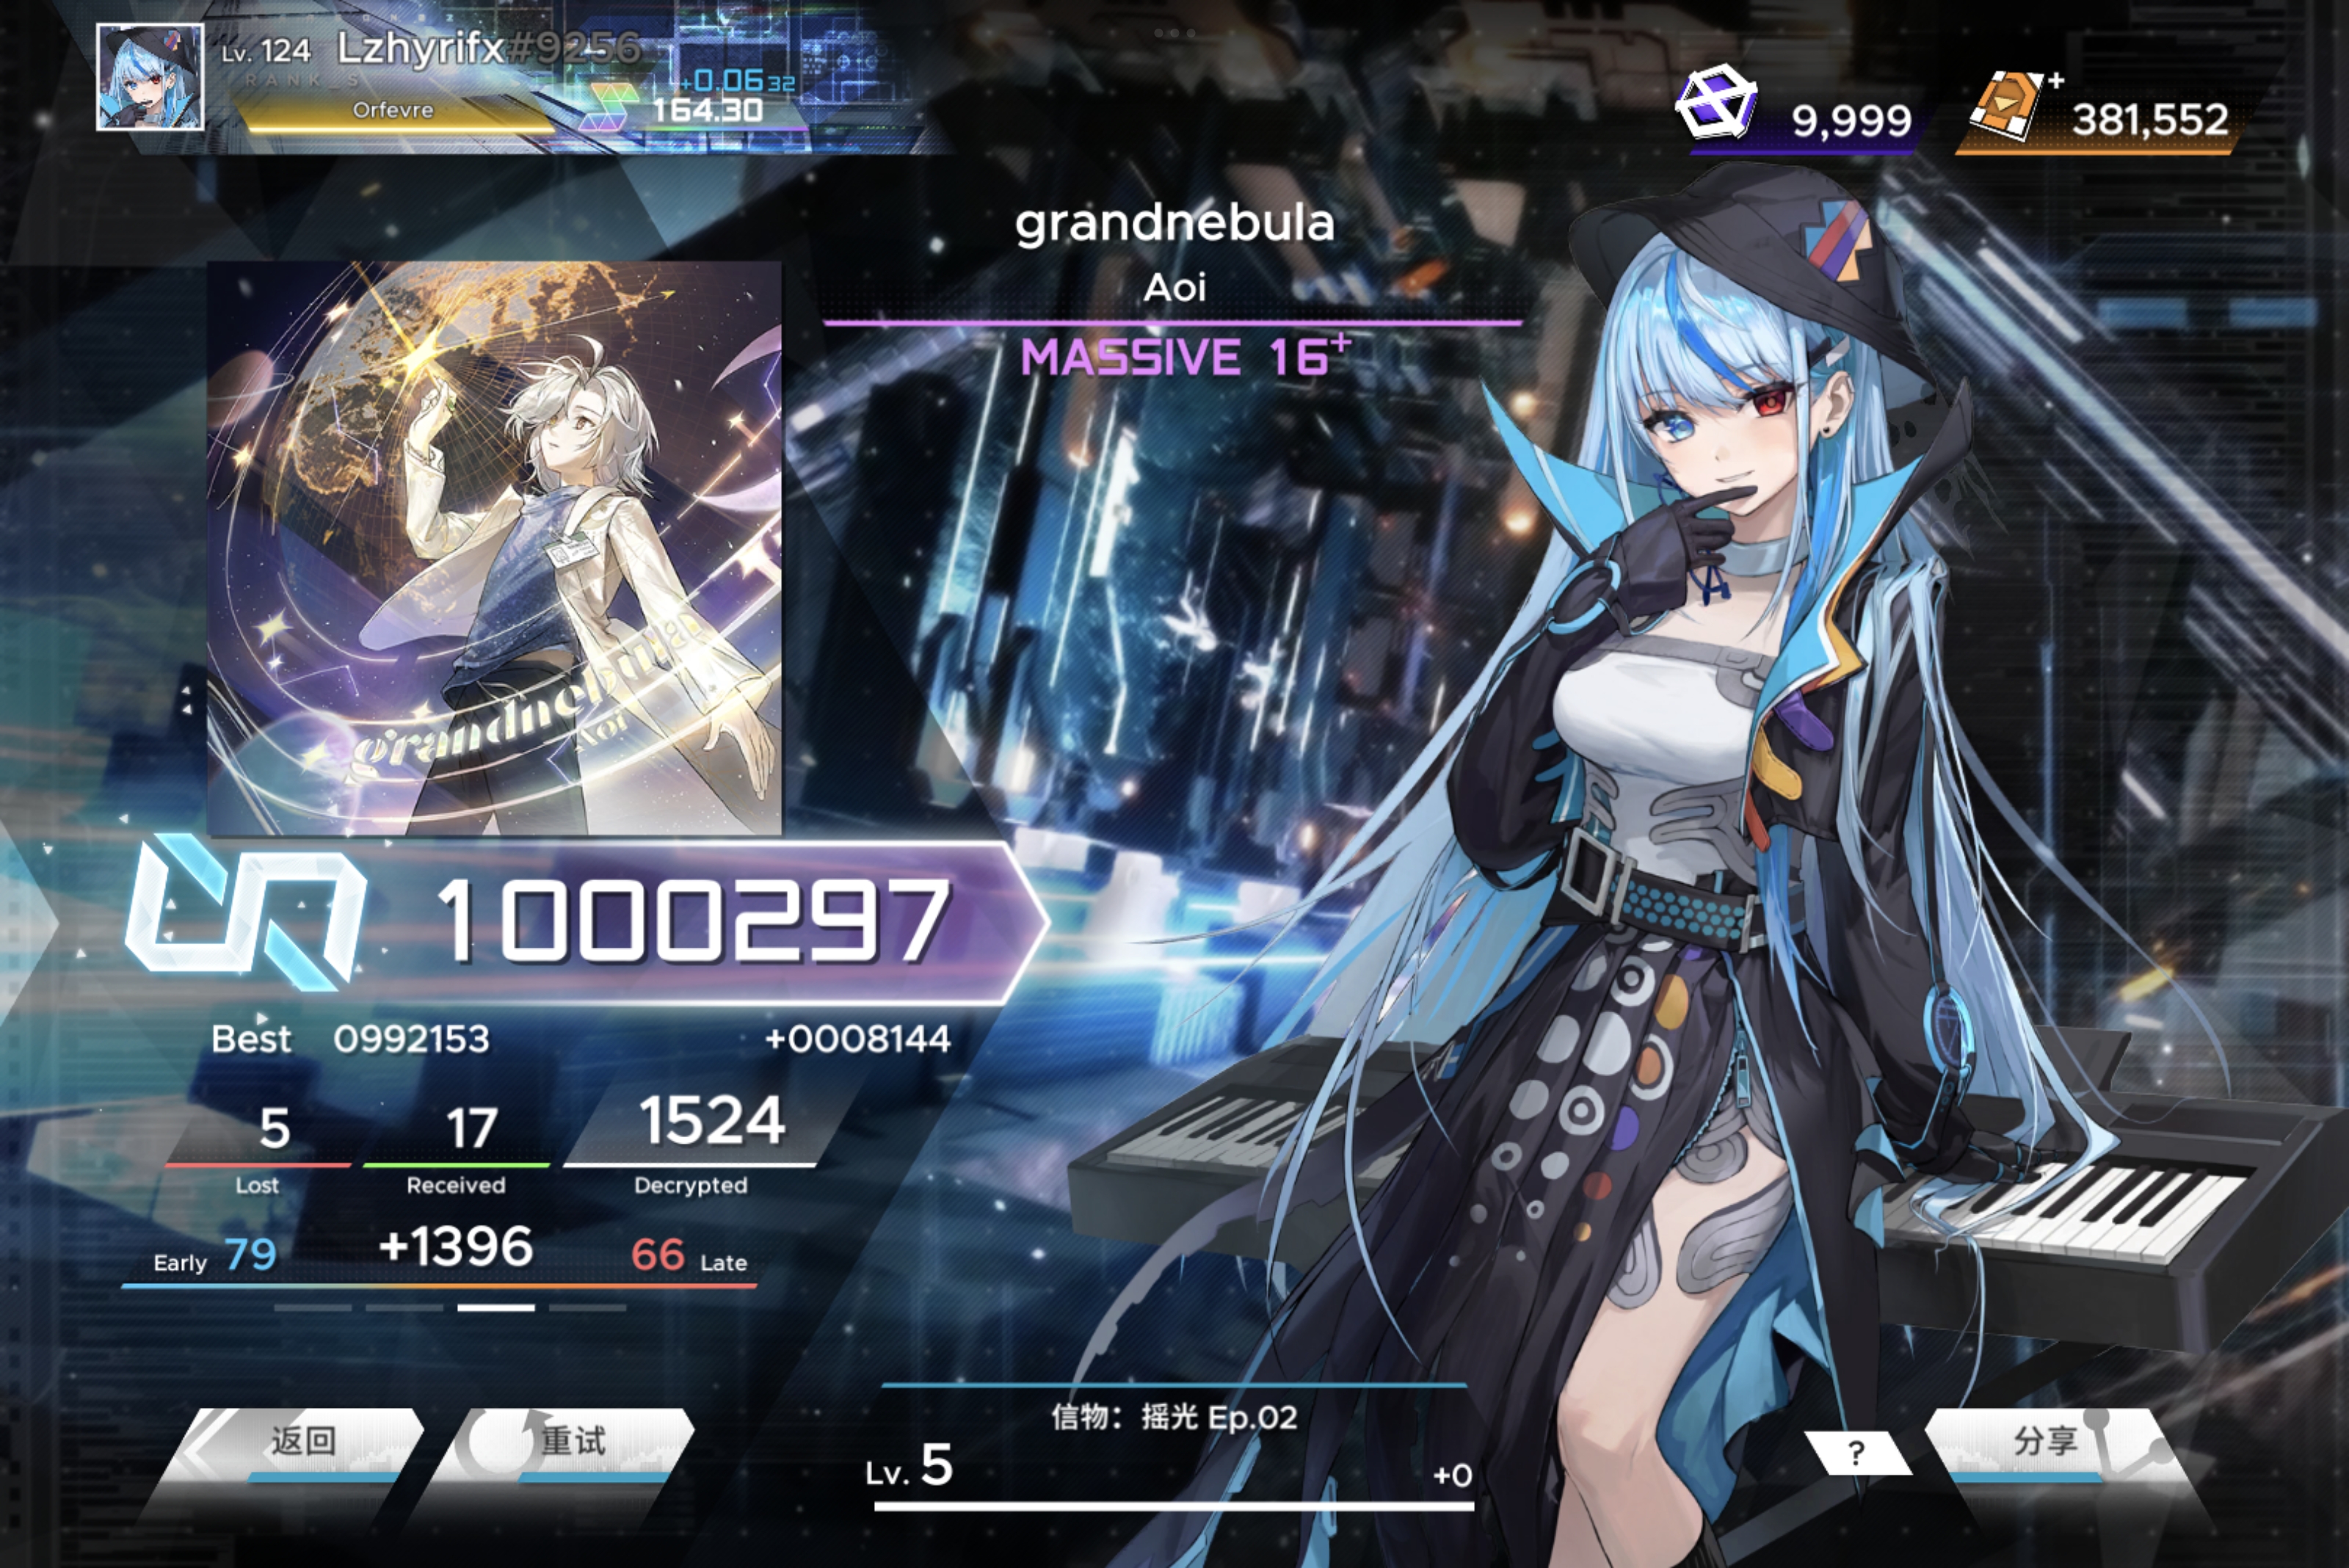 Lv. 124 Lzhyrifx#9256
RANK_S
Orfevre
+0.0632
164.30
9,999
+
381,552
grandnebula
Aoi
MASSIVE 16+
grandnebula
Aoi
1000297
Best 0992153 +0008144
5 17 1524
Lost Received Decrypted
Early 79 +1396 66 Late
返回
重试
信物：摇光 Ep.02
Lv. 5 +0
?
分享